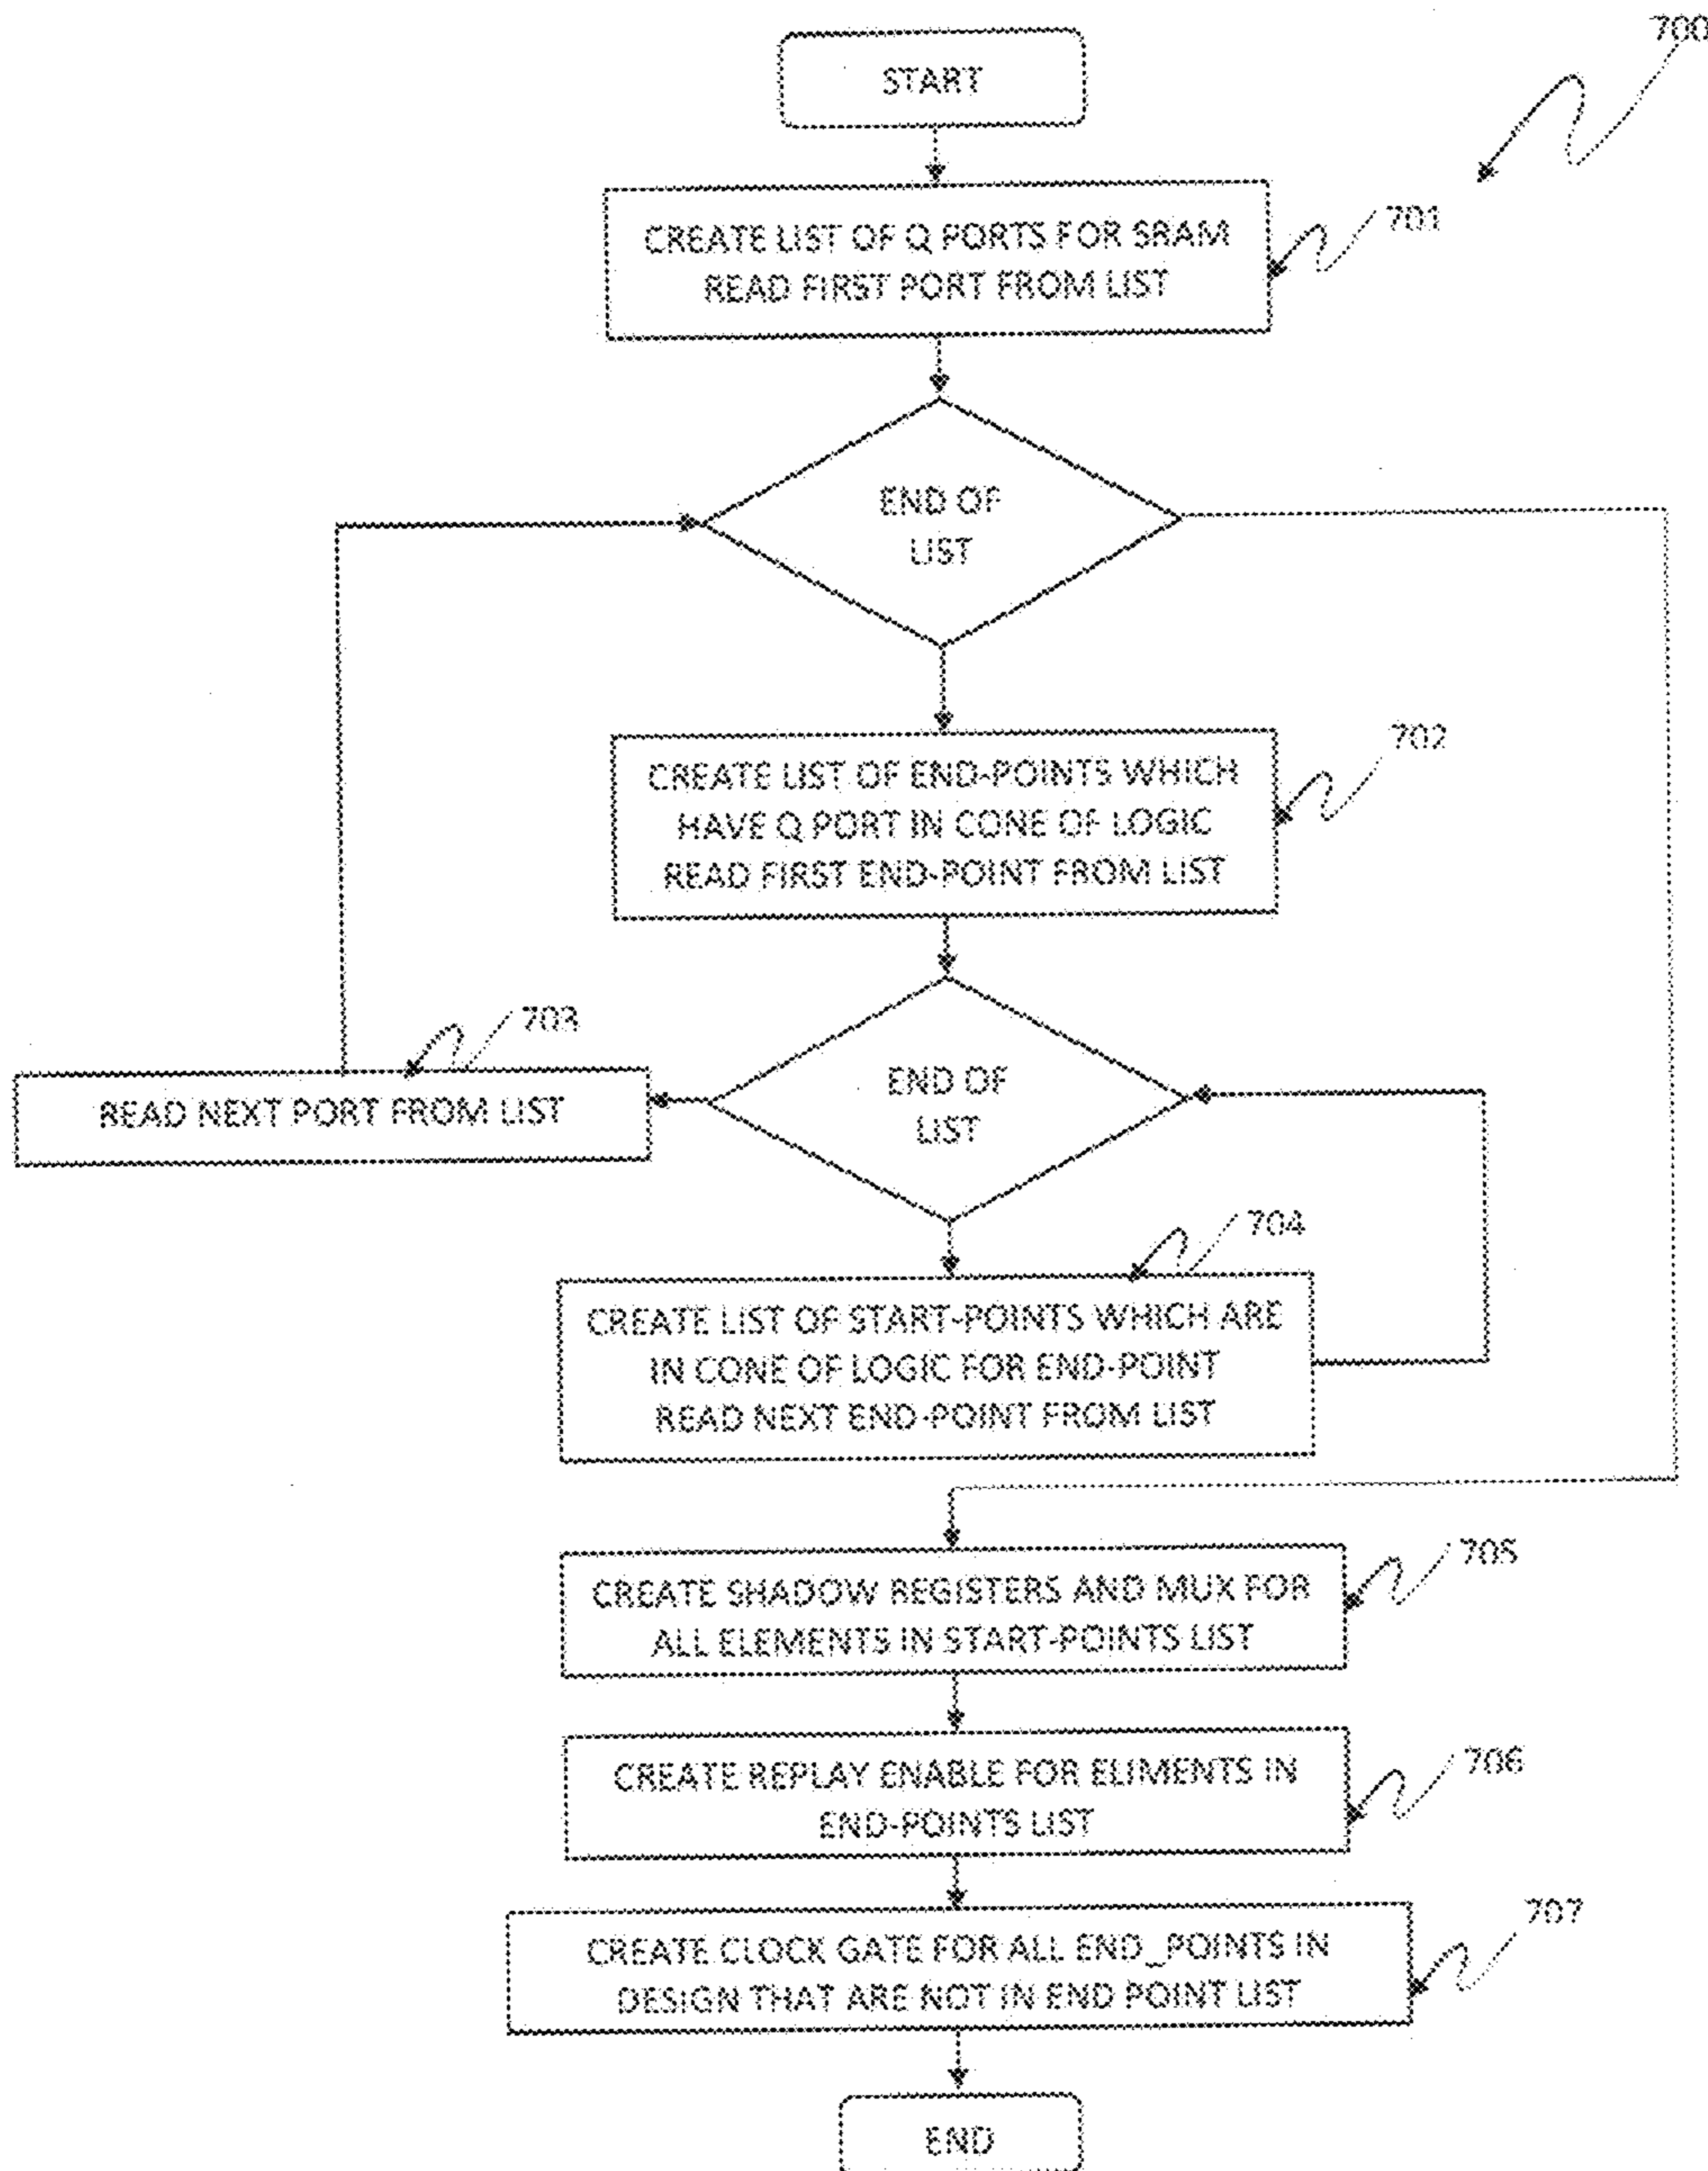 700
START
CREATE LIST OF Q PORTS FOR SRAM
READ FIRST PORT FROM LIST
701
END OF
LIST
702
CREATE LIST OF END-POINTS WHICH
HAVE Q PORT IN CONE OF LOGIC
READ FIRST END-POINT FROM LIST
703
READ NEXT PORT FROM LIST
END OF
LIST
704
CREATE LIST OF START-POINTS WHICH ARE
IN CONE OF LOGIC FOR END-POINT
READ NEXT END-POINT FROM LIST
705
CREATE SHADOW REGISTERS AND MUX FOR
ALL ELEMENTS IN START-POINTS LIST
706
CREATE REPLAY ENABLE FOR ELIMENTS IN
END-POINTS LIST
707
CREATE CLOCK GATE FOR ALL END_POINTS IN
DESIGN THAT ARE NOT IN END POINT LIST
END